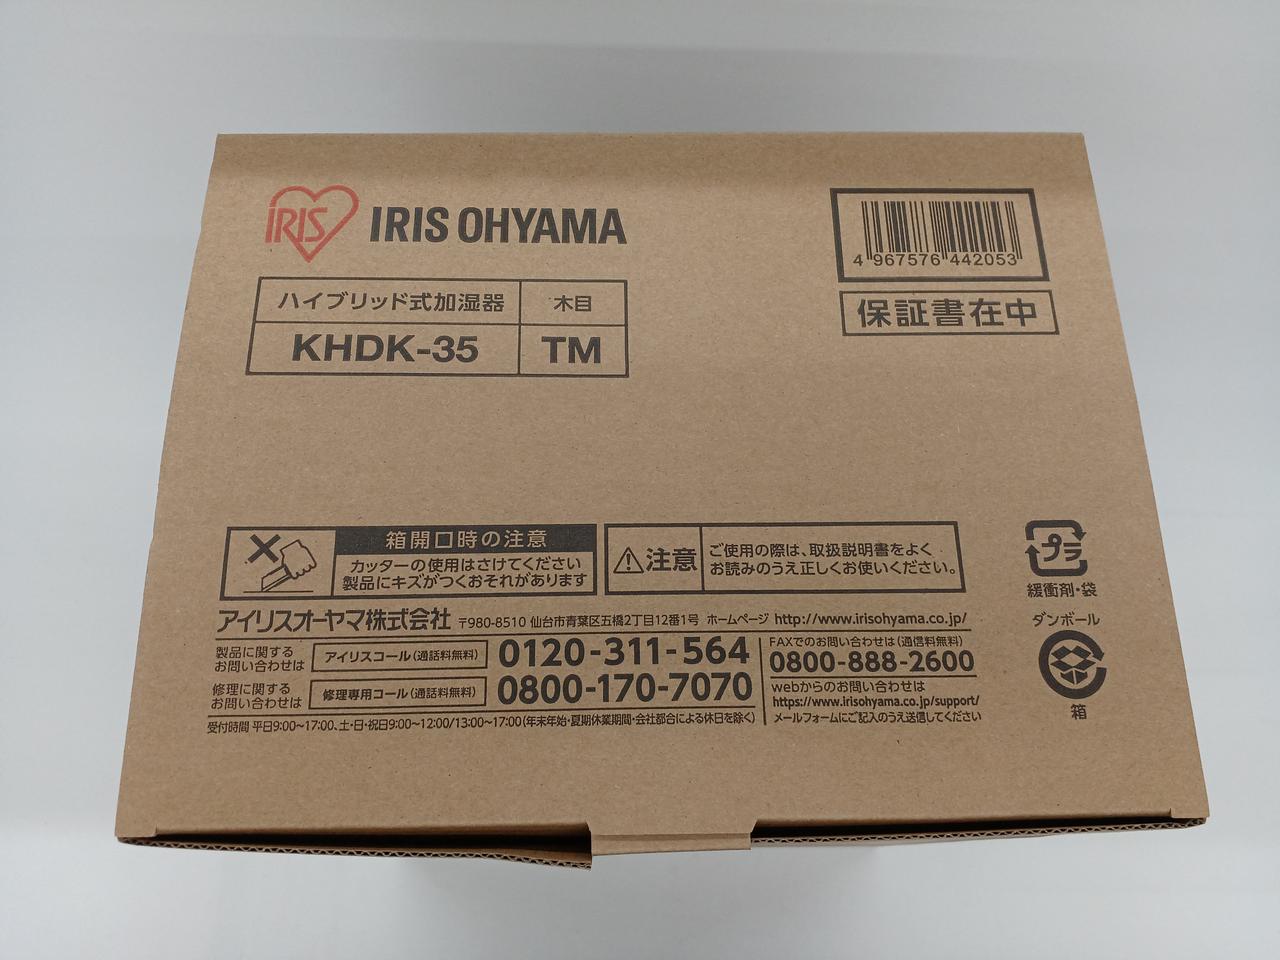 IRIS
IRIS OHYAMA
ハイブリッド式加湿器 木目
KHDK-35 TM
4 967576 442053
保証書在中
箱開口時の注意
カッターの使用はさけてください
製品にキズがつくおそれがあります
注意
ご使用の際は、取扱説明書をよく
お読みのうえ正しくお使いください。
プラ
緩衝剤・袋
ダンボール
箱
アイリスオーヤマ株式会社 〒980-8510 仙台市青葉区五橋2丁目12番1号 ホームページ http://www.irisohyama.co.jp/
製品に関する
お問い合わせは
アイリスコール(通話料無料) 0120-311-564
修理に関する
お問い合わせは
修理専用コール(通話料無料) 0800-170-7070
受付時間 平日9:00~17:00、土・日・祝日9:00~12:00/13:00~17:00(年末年始・夏期休業期間・会社都合による休日を除く)
FAXでのお問い合わせは(通信料無料)
0800-888-2600
webからのお問い合わせは
https://www.irisohyama.co.jp/support/
メールフォームにご記入のうえ送信してください